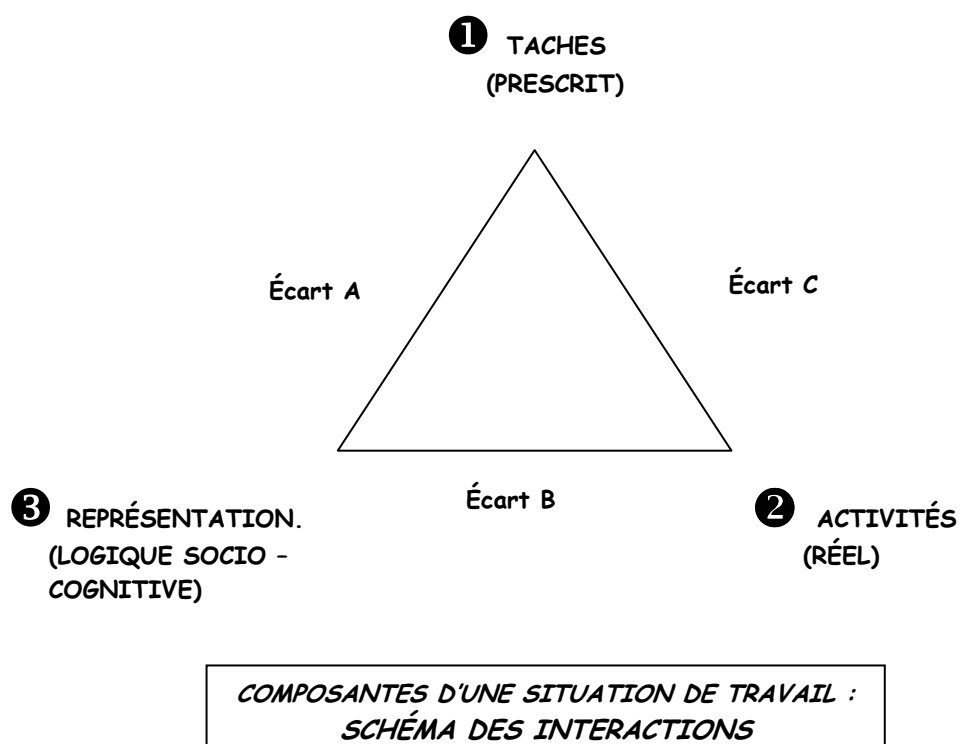 ❶ TACHES
(PRESCRIT)
Écart A
Écart C
Écart B
❸ REPRÉSENTATION.
(LOGIQUE SOCIO –
COGNITIVE)
❷ ACTIVITÉS
(RÉEL)
COMPOSANTES D'UNE SITUATION DE TRAVAIL :
SCHÉMA DES INTERACTIONS